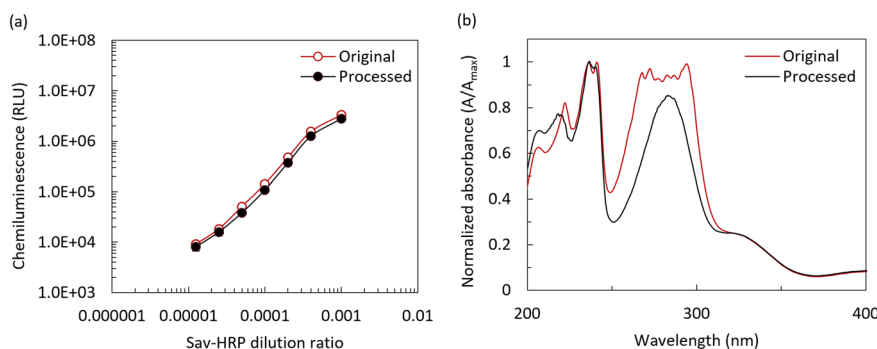 (a)
1.0E+08
1.0E+07
1.0E+06
1.0E+05
1.0E+04
1.0E+03
Chemiluminescence (RLU)
Original
Processed
0.000001 0.00001 0.0001 0.001 0.01
Sav-HRP dilution ratio
(b)
1
0.8
0.6
0.4
0.2
0
Normalized absorbance (A/Amax)
Original
Processed
200 300 400
Wavelength (nm)